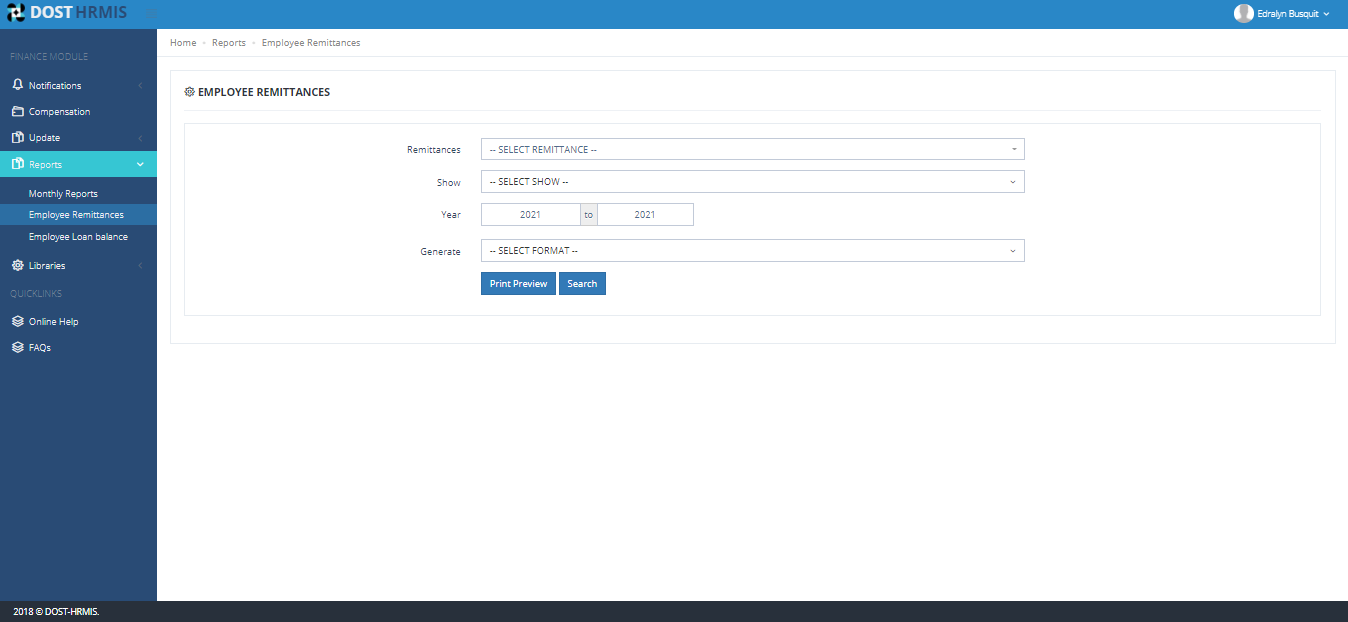 DOST HRMIS
Edralyn Busquit
FINANCE MODULE
Notifications
Compensation
Update
Reports
Monthly Reports
Employee Remittances
Employee Loan balance
Libraries
QUICKLINKS
Online Help
FAQs
Home Reports Employee Remittances
EMPLOYEE REMITTANCES
Remittances -- SELECT REMITTANCE --
Show -- SELECT SHOW --
Year 2021 to 2021
Generate -- SELECT FORMAT --
Print Preview Search
2018 © DOST-HRMIS.